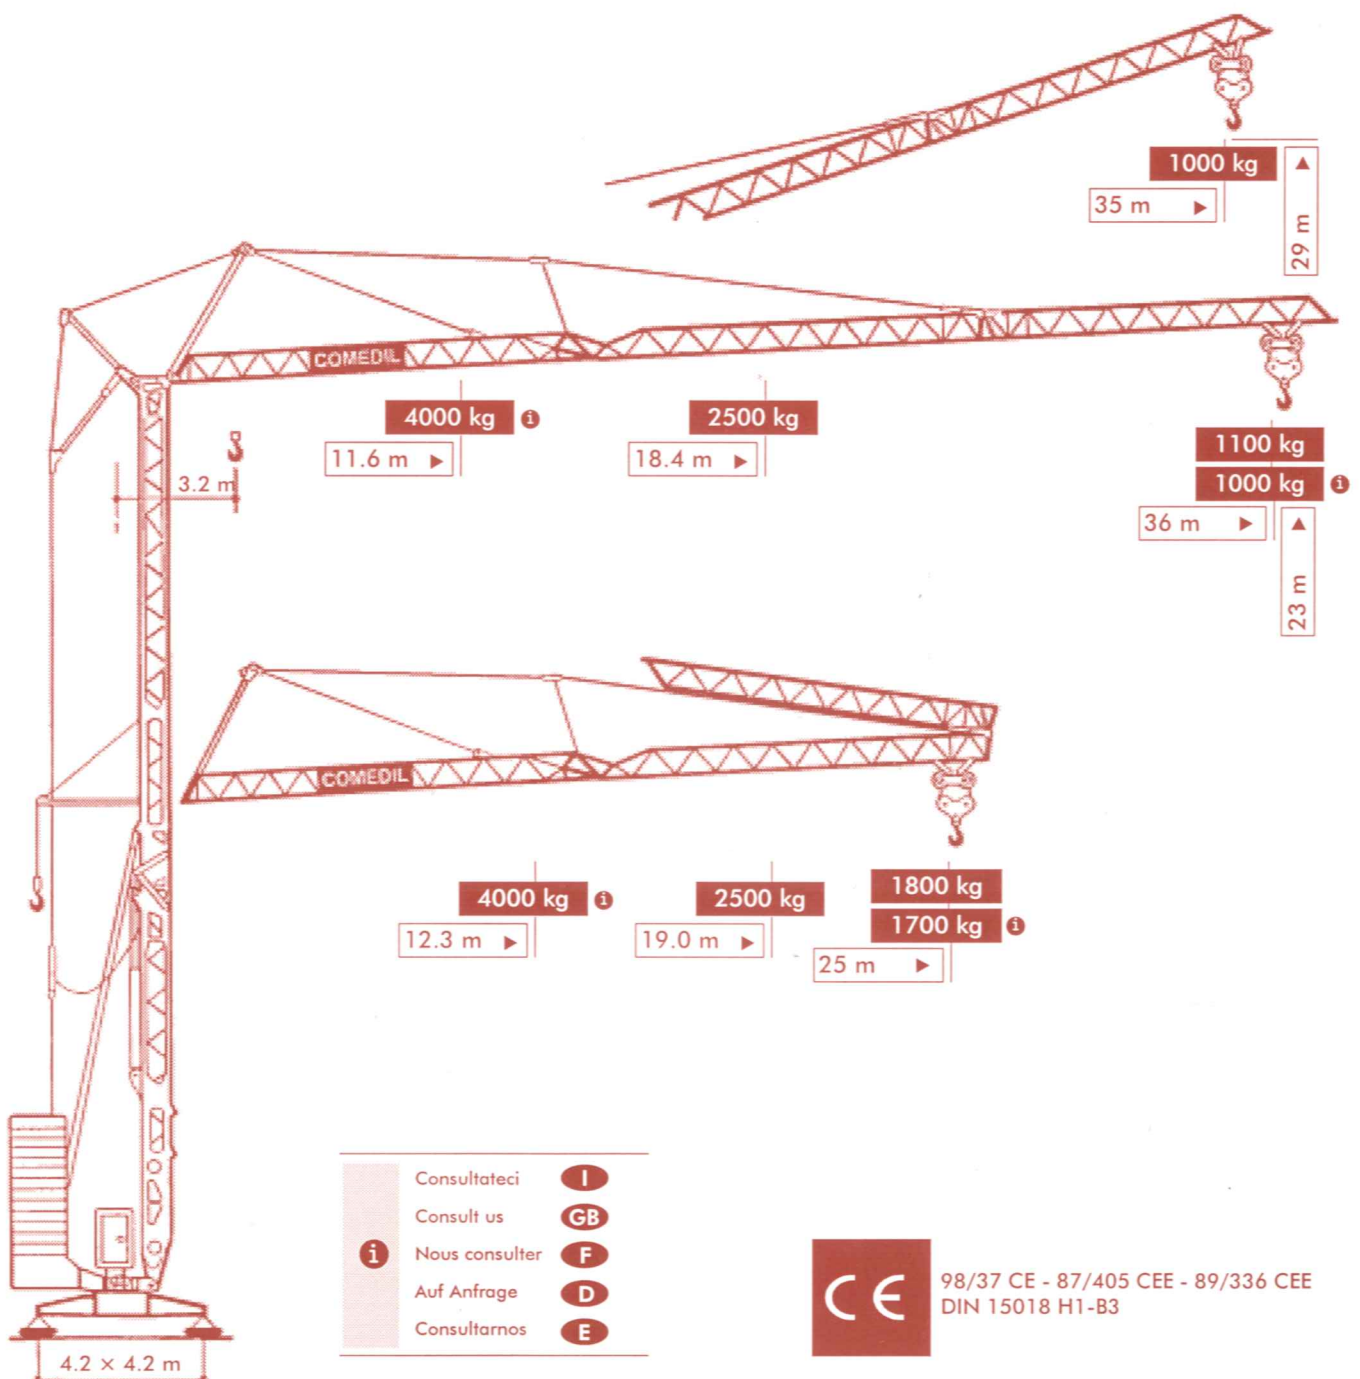 1000 kg
35 m
29 m
COMEDIL
4000 kg i
2500 kg
11.6 m
18.4 m
1100 kg
1000 kg i
36 m
23 m
3.2 m
COMEDIL
4000 kg i
2500 kg
1800 kg
1700 kg i
12.3 m
19.0 m
25 m
i
Consultateci I
Consult us GB
Nous consulter F
Auf Anfrage D
Consultarnos E
CE
98/37 CE - 87/405 CEE - 89/336 CEE
DIN 15018 H1-B3
4.2 × 4.2 m